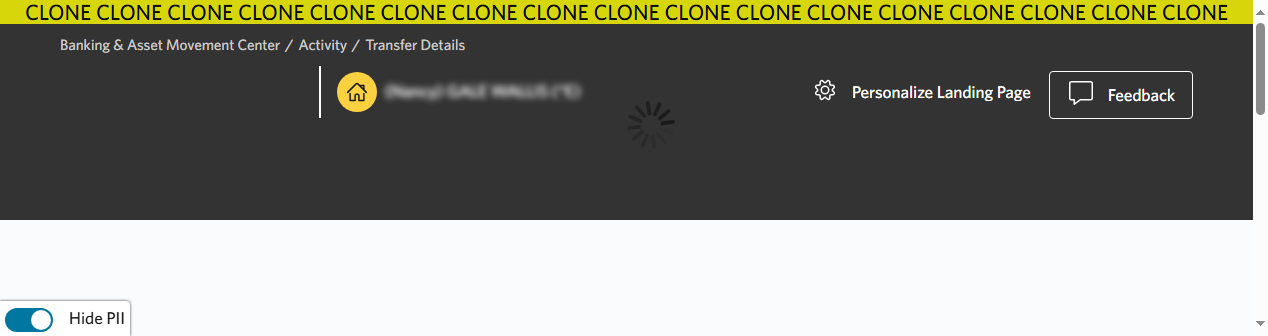 CLONE CLONE CLONE CLONE CLONE CLONE CLONE CLONE CLONE CLONE CLONE CLONE CLONE CLONE CLONE CLONE CLONE
Banking & Asset Movement Center / Activity / Transfer Details
Personalize Landing Page
Feedback
Hide PII